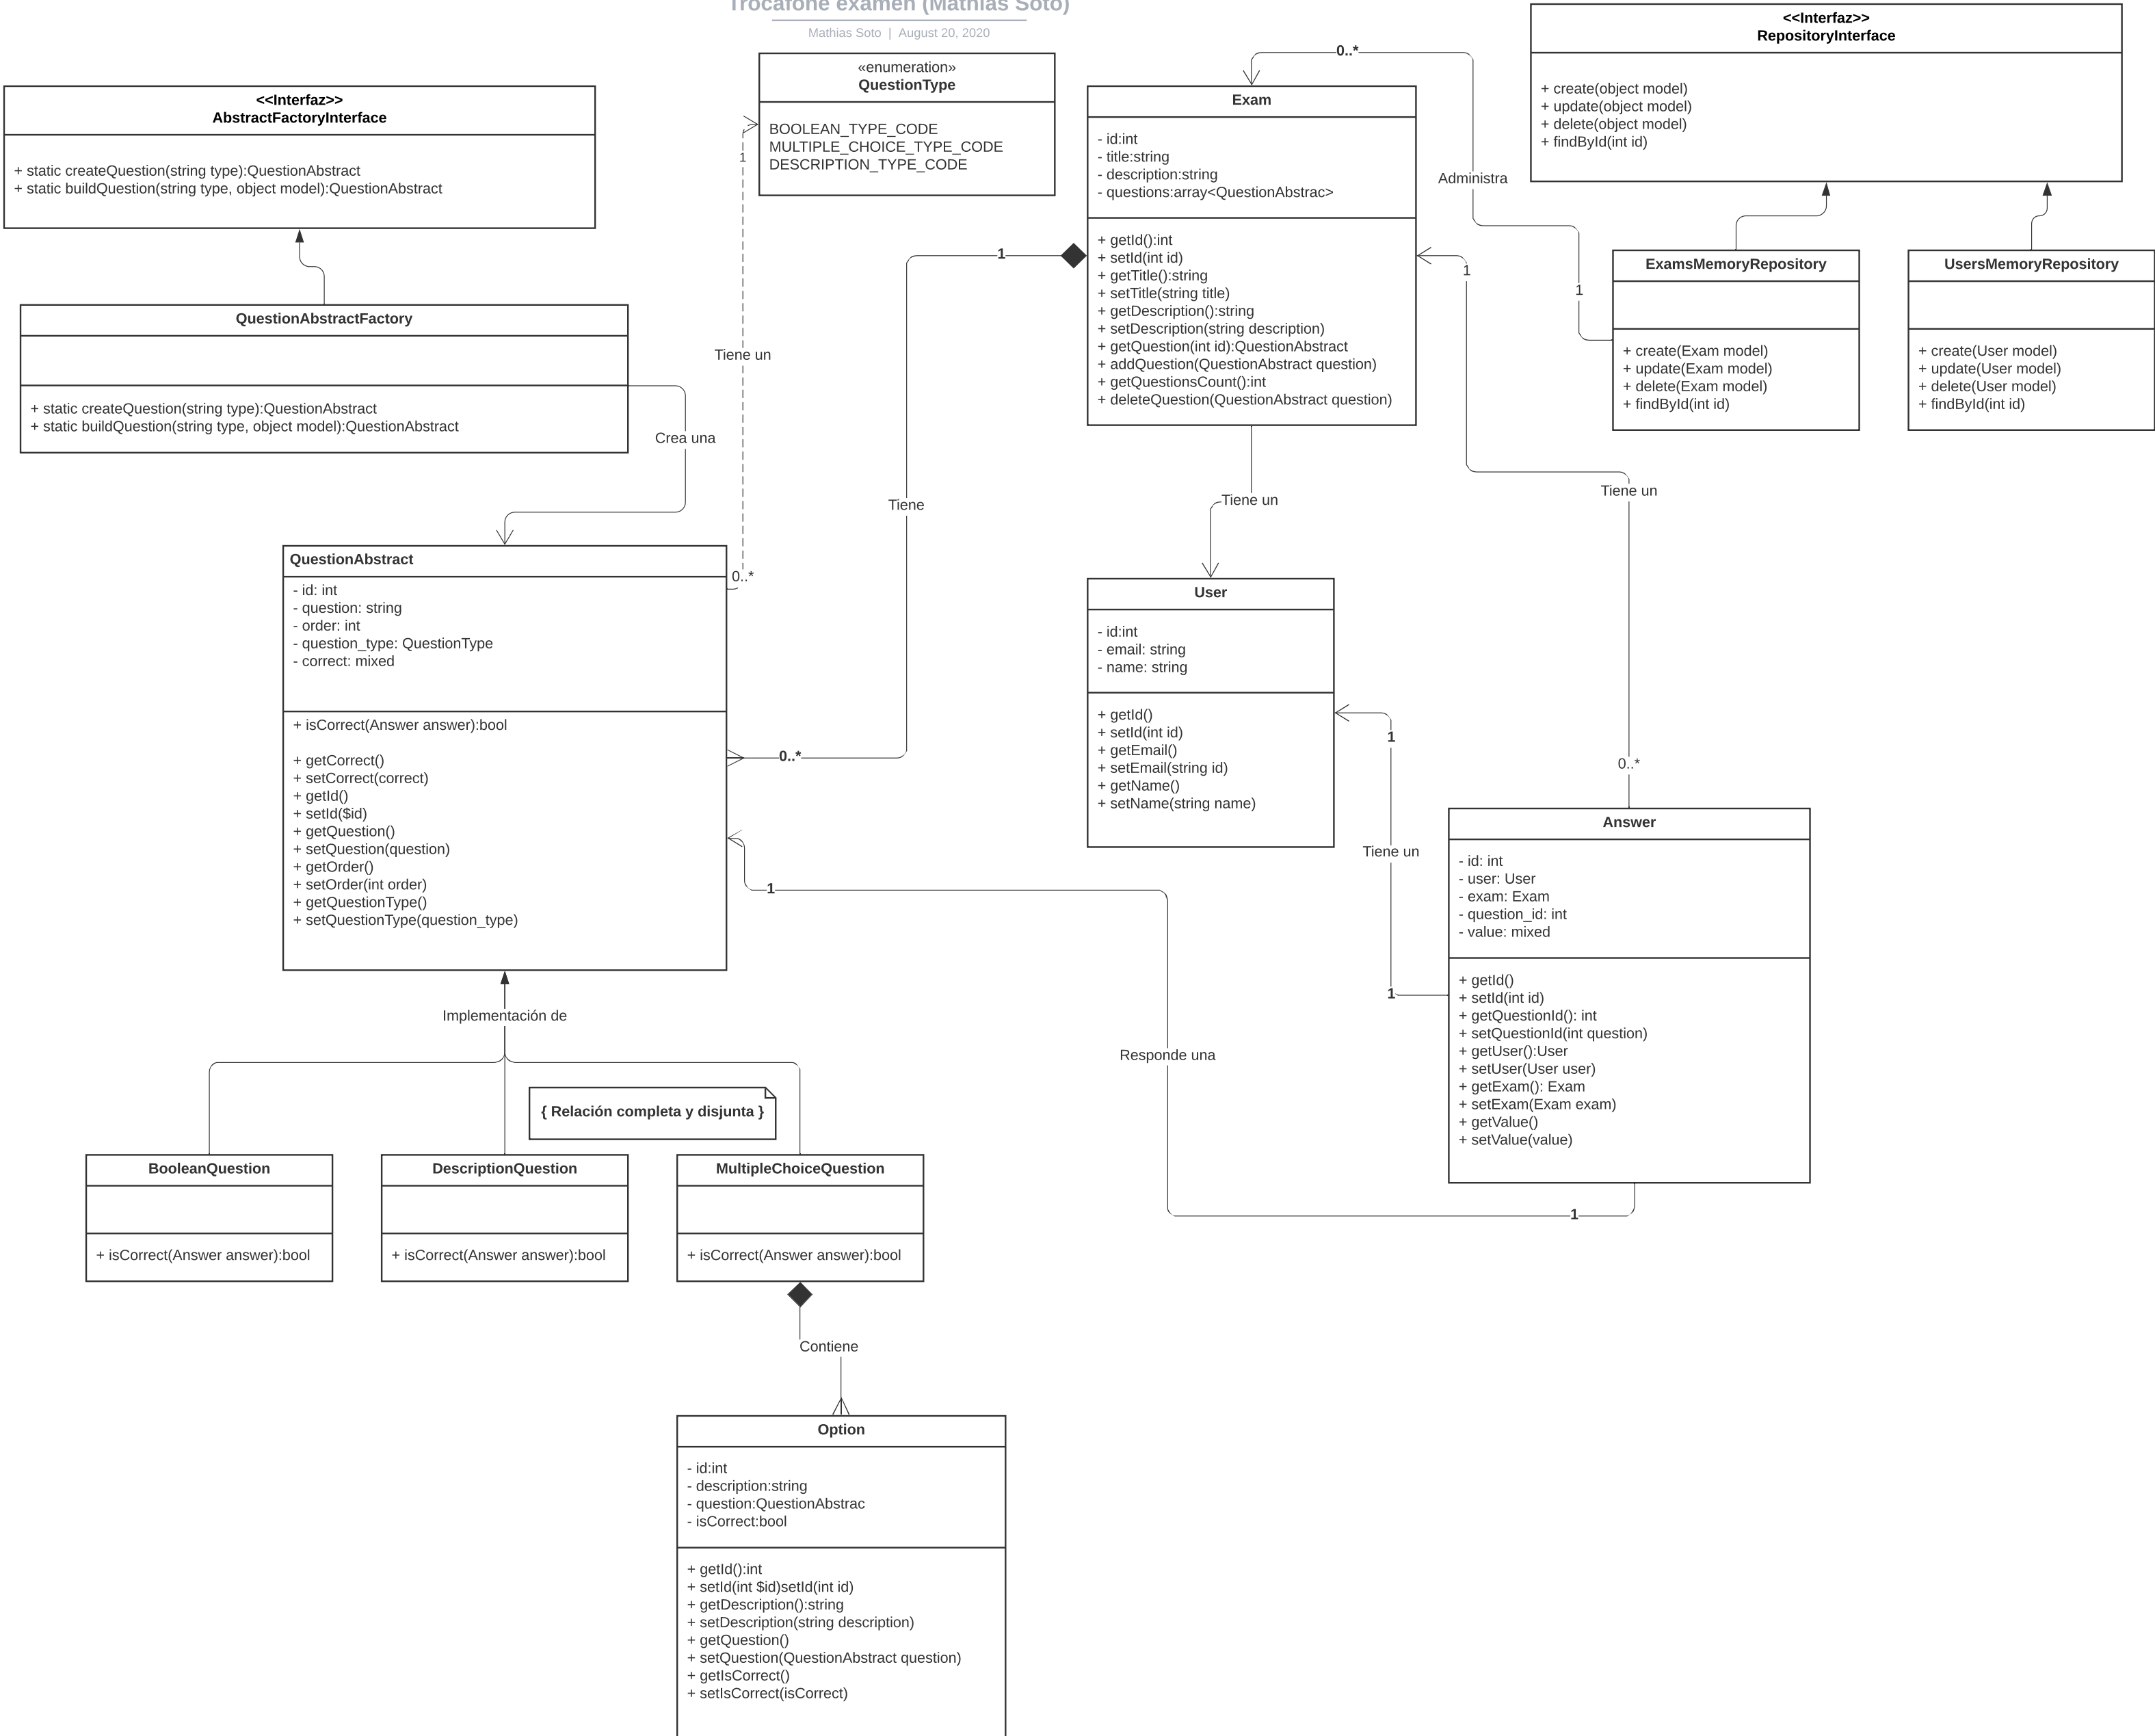 Trocafone examen (Mathias Soto)
Mathias Soto | August 20, 2020
<<Interfaz>>
AbstractFactoryInterface
+ static createQuestion(string type):QuestionAbstract
+ static buildQuestion(string type, object model):QuestionAbstract
QuestionAbstractFactory
+ static createQuestion(string type):QuestionAbstract
+ static buildQuestion(string type, object model):QuestionAbstract
Crea una
«enumeration»
QuestionType
BOOLEAN_TYPE_CODE
MULTIPLE_CHOICE_TYPE_CODE
DESCRIPTION_TYPE_CODE
1
Tiene un
0..*
Exam
- id:int
- title:string
- description:string
- questions:array<QuestionAbstrac>
+ getId():int
+ setId(int id)
+ getTitle():string
+ setTitle(string title)
+ getDescription():string
+ setDescription(string description)
+ getQuestion(int id):QuestionAbstract
+ addQuestion(QuestionAbstract question)
+ getQuestionsCount():int
+ deleteQuestion(QuestionAbstract question)
0..*
Administra
1
<<Interfaz>>
RepositoryInterface
+ create(object model)
+ update(object model)
+ delete(object model)
+ findById(int id)
ExamsMemoryRepository
+ create(Exam model)
+ update(Exam model)
+ delete(Exam model)
+ findById(int id)
UsersMemoryRepository
+ create(User model)
+ update(User model)
+ delete(User model)
+ findById(int id)
1
Tiene
0..*
1
Tiene un
0..*
Tiene un
QuestionAbstract
- id: int
- question: string
- order: int
- question_type: QuestionType
- correct: mixed
+ isCorrect(Answer answer):bool
+ getCorrect()
+ setCorrect(correct)
+ getId()
+ setId($id)
+ getQuestion()
+ setQuestion(question)
+ getOrder()
+ setOrder(int order)
+ getQuestionType()
+ setQuestionType(question_type)
User
- id:int
- email: string
- name: string
+ getId()
+ setId(int id)
+ getEmail()
+ setEmail(string id)
+ getName()
+ setName(string name)
1
Tiene un
1
Answer
- id: int
- user: User
- exam: Exam
- question_id: int
- value: mixed
+ getId()
+ setId(int id)
+ getQuestionId(): int
+ setQuestionId(int question)
+ getUser():User
+ setUser(User user)
+ getExam(): Exam
+ setExam(Exam exam)
+ getValue()
+ setValue(value)
1
Responde una
1
Implementación de
{ Relación completa y disjunta }
BooleanQuestion
+ isCorrect(Answer answer):bool
DescriptionQuestion
+ isCorrect(Answer answer):bool
MultipleChoiceQuestion
+ isCorrect(Answer answer):bool
Contiene
Option
- id:int
- description:string
- question:QuestionAbstrac
- isCorrect:bool
+ getId():int
+ setId(int $id)setId(int id)
+ getDescription():string
+ setDescription(string description)
+ getQuestion()
+ setQuestion(QuestionAbstract question)
+ getIsCorrect()
+ setIsCorrect(isCorrect)